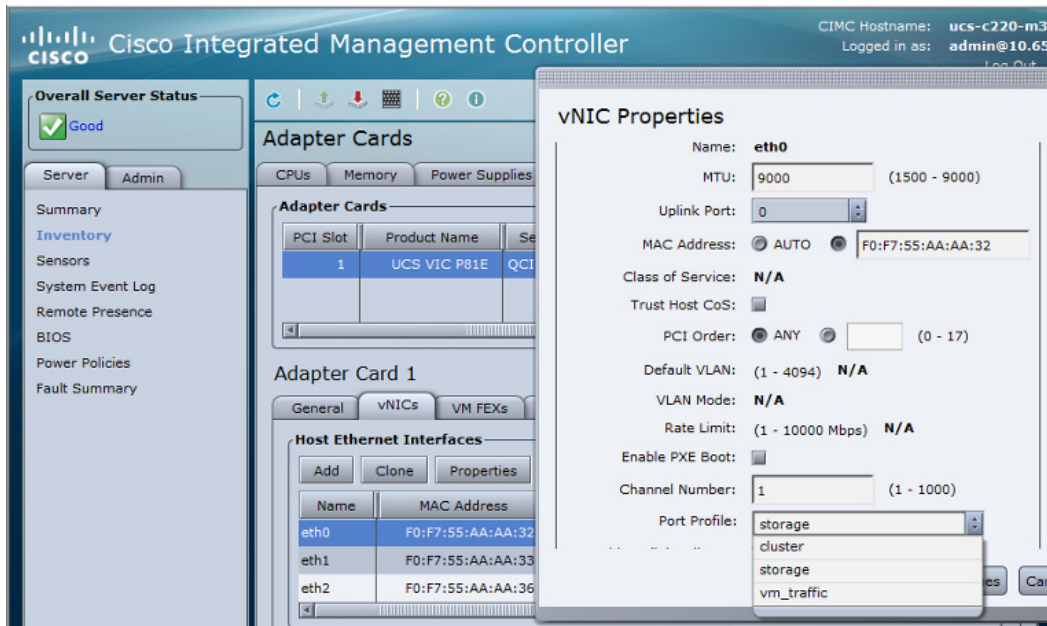 CISCO Cisco Integrated Management Controller
CIMC Hostname: ucs-c220-m3
Logged in as: admin@10.65
Log Out
Overall Server Status
Good
Server Admin
Summary
Inventory
Sensors
System Event Log
Remote Presence
BIOS
Power Policies
Fault Summary
Adapter Cards
CPUs Memory Power Supplies
Adapter Cards
PCI Slot Product Name Se
1 UCS VIC P81E QCI
Adapter Card 1
General vNICs VM FEXs
Host Ethernet Interfaces
Add Clone Properties
Name MAC Address
eth0 F0:F7:55:AA:AA:32
eth1 F0:F7:55:AA:AA:33
eth2 F0:F7:55:AA:AA:36
vNIC Properties
Name: eth0
MTU: 9000 (1500 - 9000)
Uplink Port: 0
MAC Address: AUTO F0:F7:55:AA:AA:32
Class of Service: N/A
Trust Host CoS:
PCI Order: ANY (0 - 17)
Default VLAN: (1 - 4094) N/A
VLAN Mode: N/A
Rate Limit: (1 - 10000 Mbps) N/A
Enable PXE Boot:
Channel Number: 1 (1 - 1000)
Port Profile: storage
cluster
storage
vm_traffic
es Ca